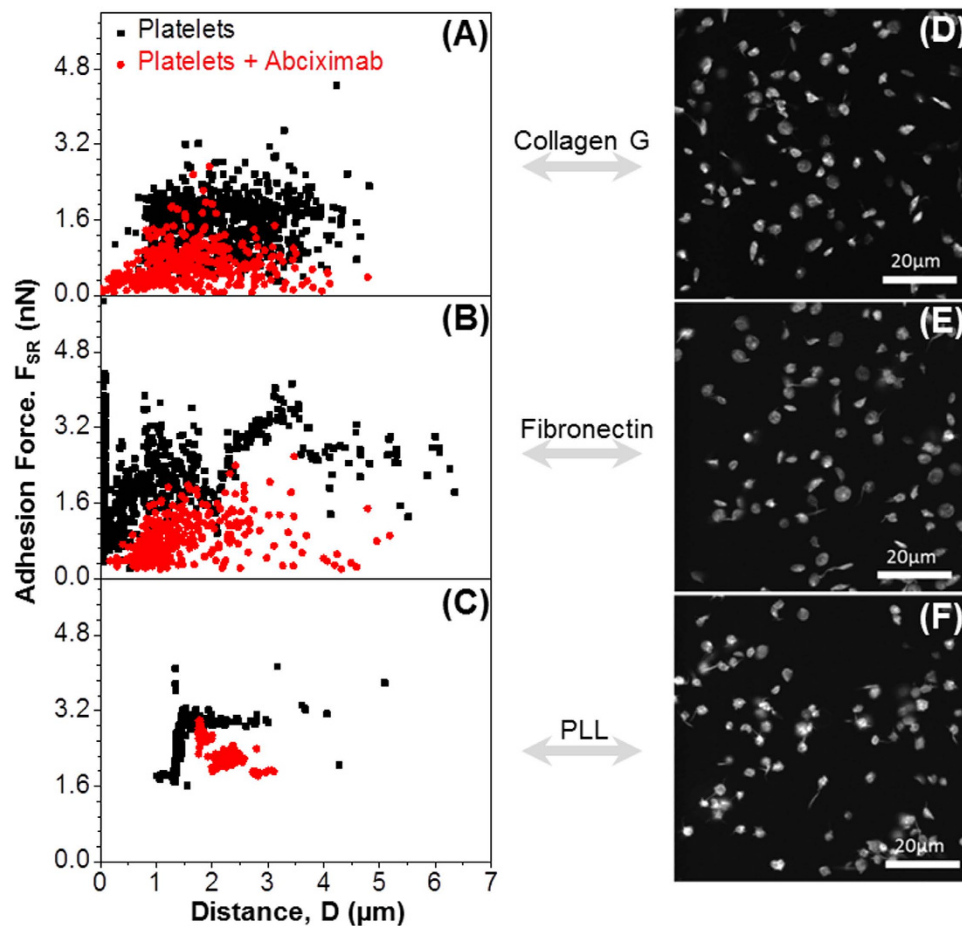 Platelets
Platelets + Abciximab
(A)
4.8
3.2
1.6
0.0
Collagen G
(D)
20µm
(B)
4.8
3.2
1.6
0.0
Fibronectin
(E)
20µm
(C)
4.8
3.2
1.6
0.0
PLL
(F)
20µm
Adhesion Force. F_SR (nN)
0 1 2 3 4 5 6 7
Distance, D (µm)